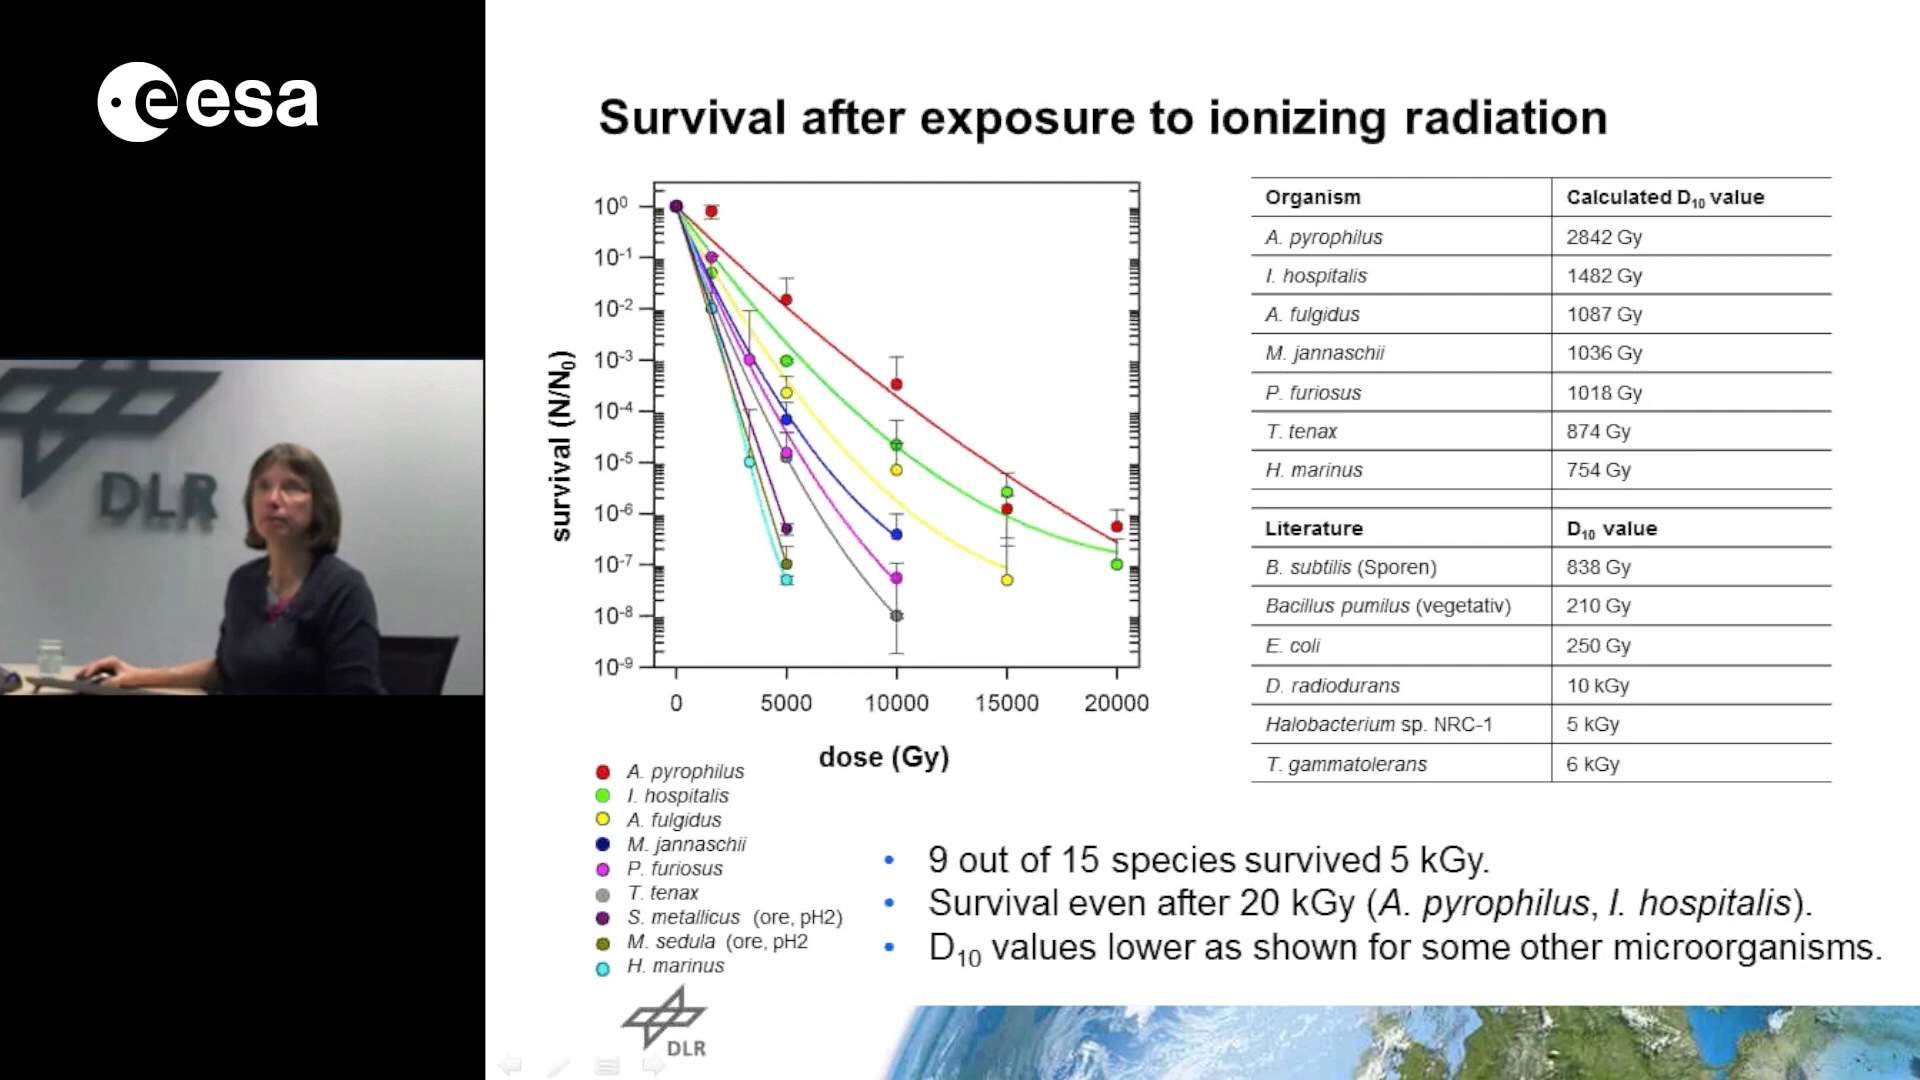 eesa
DLR
Survival after exposure to ionizing radiation
survival (N/N0)
10^0
10^-1
10^-2
10^-3
10^-4
10^-5
10^-6
10^-7
10^-8
10^-9
0 5000 10000 15000 20000
dose (Gy)
A. pyrophilus
I. hospitalis
A. fulgidus
M. jannaschii
P. furiosus
T. tenax
S. metallicus (ore, pH2)
M. sedula (ore, pH2
H. marinus
Organism Calculated D10 value
A. pyrophilus 2842 Gy
I. hospitalis 1482 Gy
A. fulgidus 1087 Gy
M. jannaschii 1036 Gy
P. furiosus 1018 Gy
T. tenax 874 Gy
H. marinus 754 Gy
Literature D10 value
B. subtilis (Sporen) 838 Gy
Bacillus pumilus (vegetativ) 210 Gy
E. coli 250 Gy
D. radiodurans 10 kGy
Halobacterium sp. NRC-1 5 kGy
T. gammatolerans 6 kGy
• 9 out of 15 species survived 5 kGy.
• Survival even after 20 kGy (A. pyrophilus, I. hospitalis).
• D10 values lower as shown for some other microorganisms.
DLR